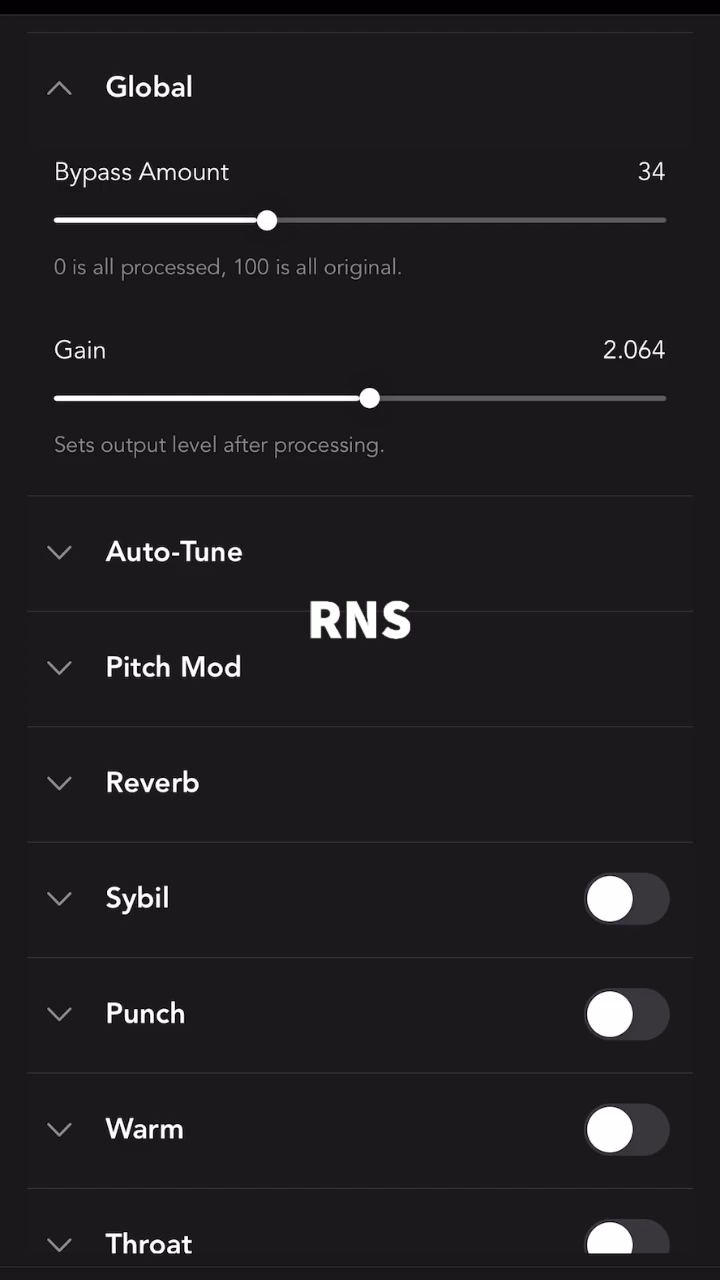 Global
Bypass Amount 34
0 is all processed, 100 is all original.
Gain 2.064
Sets output level after processing.
Auto-Tune
RNS
Pitch Mod
Reverb
Sybil
Punch
Warm
Throat